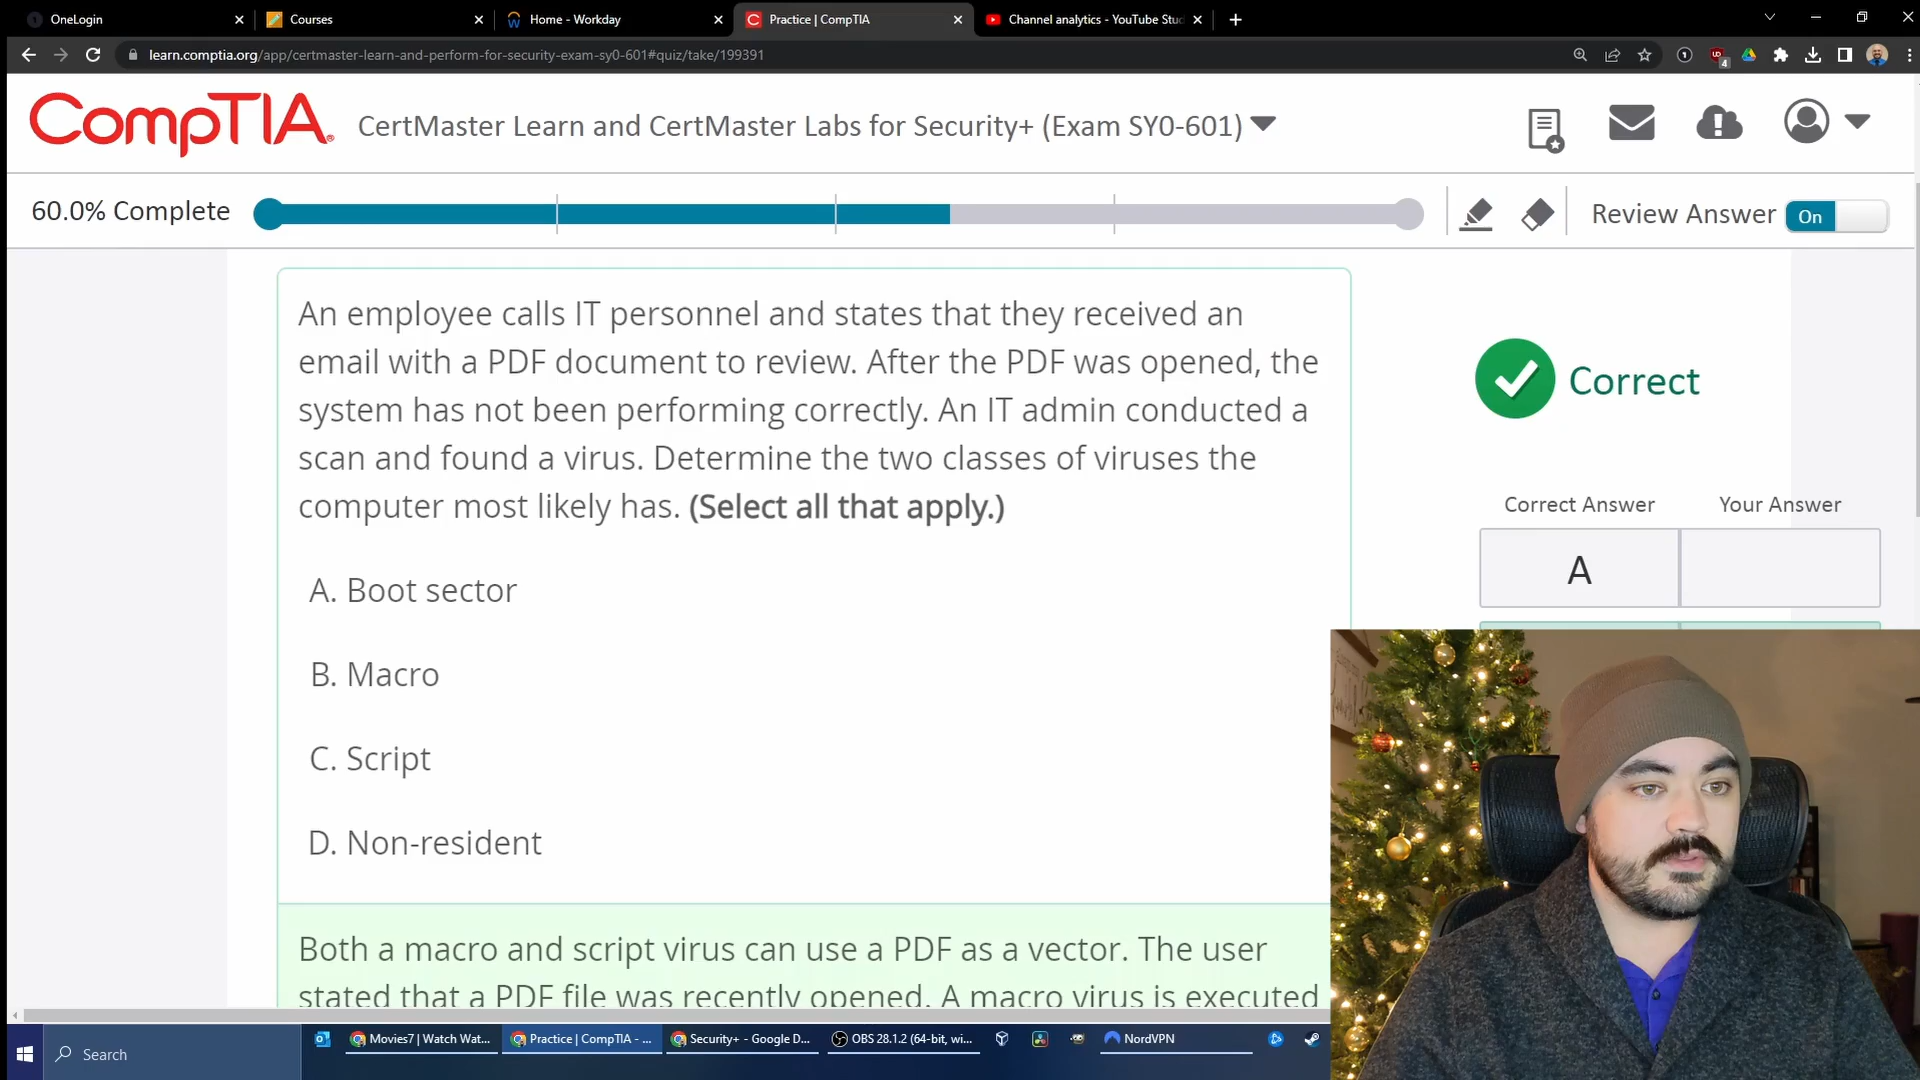 OneLogin
Courses
Home - Workday
Practice | CompTIA
Channel analytics - YouTube Stud
learn.comptia.org/app/certmaster-learn-and-perform-for-security-exam-sy0-601#quiz/take/199391
4
CompTIA.
CertMaster Learn and CertMaster Labs for Security+ (Exam SY0-601)
60.0% Complete
Review Answer
On
An employee calls IT personnel and states that they received an
email with a PDF document to review. After the PDF was opened, the
system has not been performing correctly. An IT admin conducted a
scan and found a virus. Determine the two classes of viruses the
computer most likely has. (Select all that apply.)
Correct
Correct Answer
Your Answer
A
A. Boot sector
B. Macro
C. Script
D. Non-resident
Both a macro and script virus can use a PDF as a vector. The user
stated that a PDF file was recently opened. A macro virus is executed
Search
Movies7 | Watch Wat...
Practice | CompTIA - ...
Security+ - Google D...
OBS 28.1.2 (64-bit, wi...
NordVPN